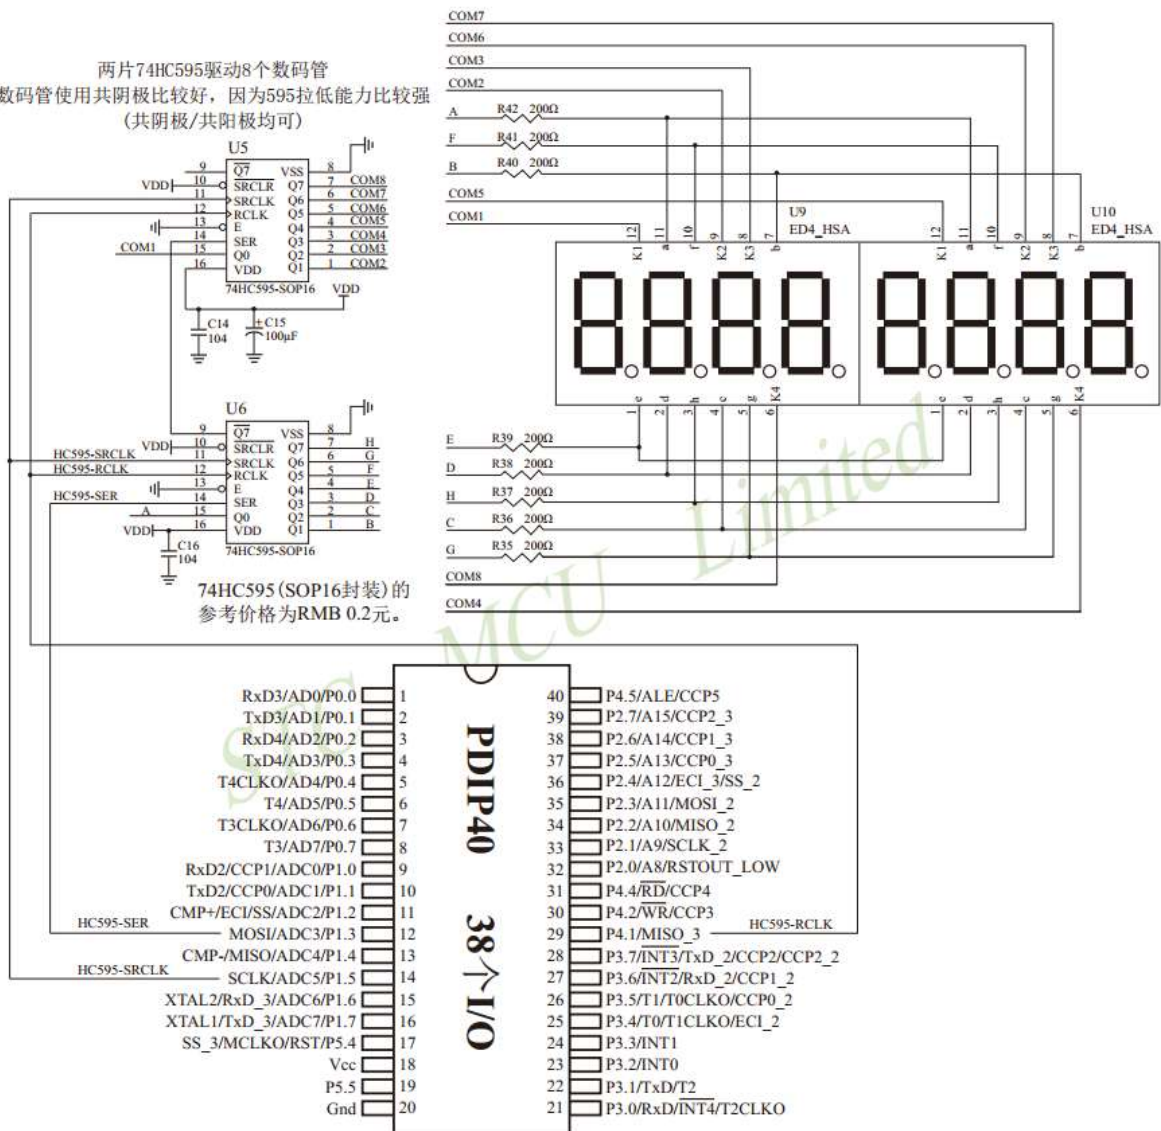 COM7
COM6
COM3
COM2
A R42 200Ω
F R41 200Ω
B R40 200Ω
COM5
COM1
两片74HC595驱动8个数码管
数码管使用共阴极比较好，因为595拉低能力比较强
(共阴极/共阳极均可)
U5
9 Q7 VSS 8
VDD 10 SRCLR Q7 7 COM8
11 SRCLK Q6 6 COM7
12 RCLK Q5 5 COM6
13 E Q4 4 COM5
14 SER Q3 3 COM4
COM1 15 Q0 Q2 2 COM3
16 VDD Q1 1 COM2
74HC595-SOP16
VDD
C14
104
C15
100μF
+
U9
ED4_HSA
U10
ED4_HSA
12 11 10 9 8 7
K1 a f K2 K3 b
12 11 10 9 8 7
K1 a f K2 K3 b
e d h c g K4
1 2 3 4 5 6
e d h c g K4
1 2 3 4 5 6
U6
9 Q7 VSS 8
VDD 10 SRCLR Q7 7 H
HC595-SRCLK 11 SRCLK Q6 6 G
HC595-RCLK 12 RCLK Q5 5 F
13 E Q4 4 E
HC595-SER 14 SER Q3 3 D
A 15 Q0 Q2 2 C
VDD 16 VDD Q1 1 B
74HC595-SOP16
C16
104
E R39 200Ω
D R38 200Ω
H R37 200Ω
C R36 200Ω
G R35 200Ω
COM8
COM4
74HC595(SOP16封装)的
参考价格为RMB 0.2元。
STC MCU Limited
PDIP40 38个I/O
RxD3/AD0/P0.0 1
TxD3/AD1/P0.1 2
RxD4/AD2/P0.2 3
TxD4/AD3/P0.3 4
T4CLKO/AD4/P0.4 5
T4/AD5/P0.5 6
T3CLKO/AD6/P0.6 7
T3/AD7/P0.7 8
RxD2/CCP1/ADC0/P1.0 9
TxD2/CCP0/ADC1/P1.1 10
CMP+/ECI/SS/ADC2/P1.2 11
HC595-SER MOSI/ADC3/P1.3 12
CMP-/MISO/ADC4/P1.4 13
HC595-SRCLK SCLK/ADC5/P1.5 14
XTAL2/RxD_3/ADC6/P1.6 15
XTAL1/TxD_3/ADC7/P1.7 16
SS_3/MCLKO/RST/P5.4 17
Vcc 18
P5.5 19
Gnd 20
40 P4.5/ALE/CCP5
39 P2.7/A15/CCP2_3
38 P2.6/A14/CCP1_3
37 P2.5/A13/CCP0_3
36 P2.4/A12/ECI_3/SS_2
35 P2.3/A11/MOSI_2
34 P2.2/A10/MISO_2
33 P2.1/A9/SCLK_2
32 P2.0/A8/RSTOUT_LOW
31 P4.4/RD/CCP4
30 P4.2/WR/CCP3
29 P4.1/MISO_3 HC595-RCLK
28 P3.7/INT3/TxD_2/CCP2/CCP2_2
27 P3.6/INT2/RxD_2/CCP1_2
26 P3.5/T1/T0CLKO/CCP0_2
25 P3.4/T0/T1CLKO/ECI_2
24 P3.3/INT1
23 P3.2/INT0
22 P3.1/TxD/T2
21 P3.0/RxD/INT4/T2CLKO